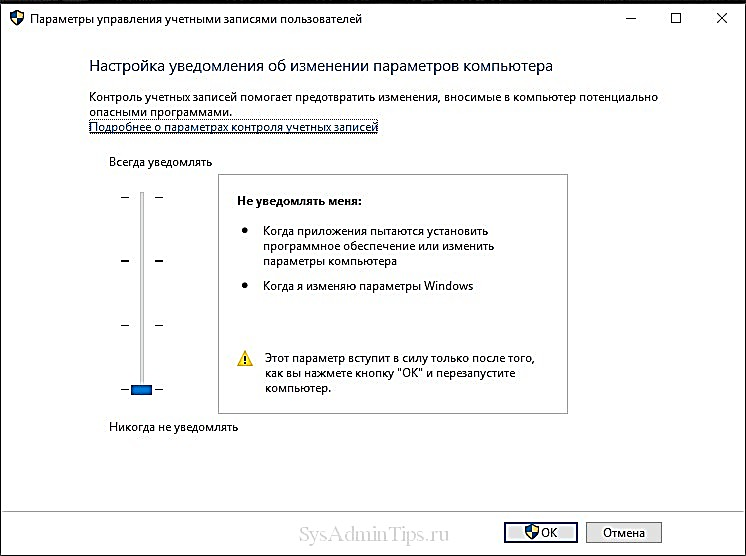 Параметры управления учетными записями пользователей
Настройка уведомления об изменении параметров компьютера
Контроль учетных записей помогает предотвратить изменения, вносимые в компьютер потенциально
опасными программами.
Подробнее о параметрах контроля учетных записей
Всегда уведомлять
Не уведомлять меня:
Когда приложения пытаются установить
программное обеспечение или изменить
параметры компьютера
Когда я изменяю параметры Windows
Этот параметр вступит в силу только после того,
как вы нажмете кнопку "ОК" и перезапустите
компьютер.
Никогда не уведомлять
SysAdminTips.ru
ОК
Отмена